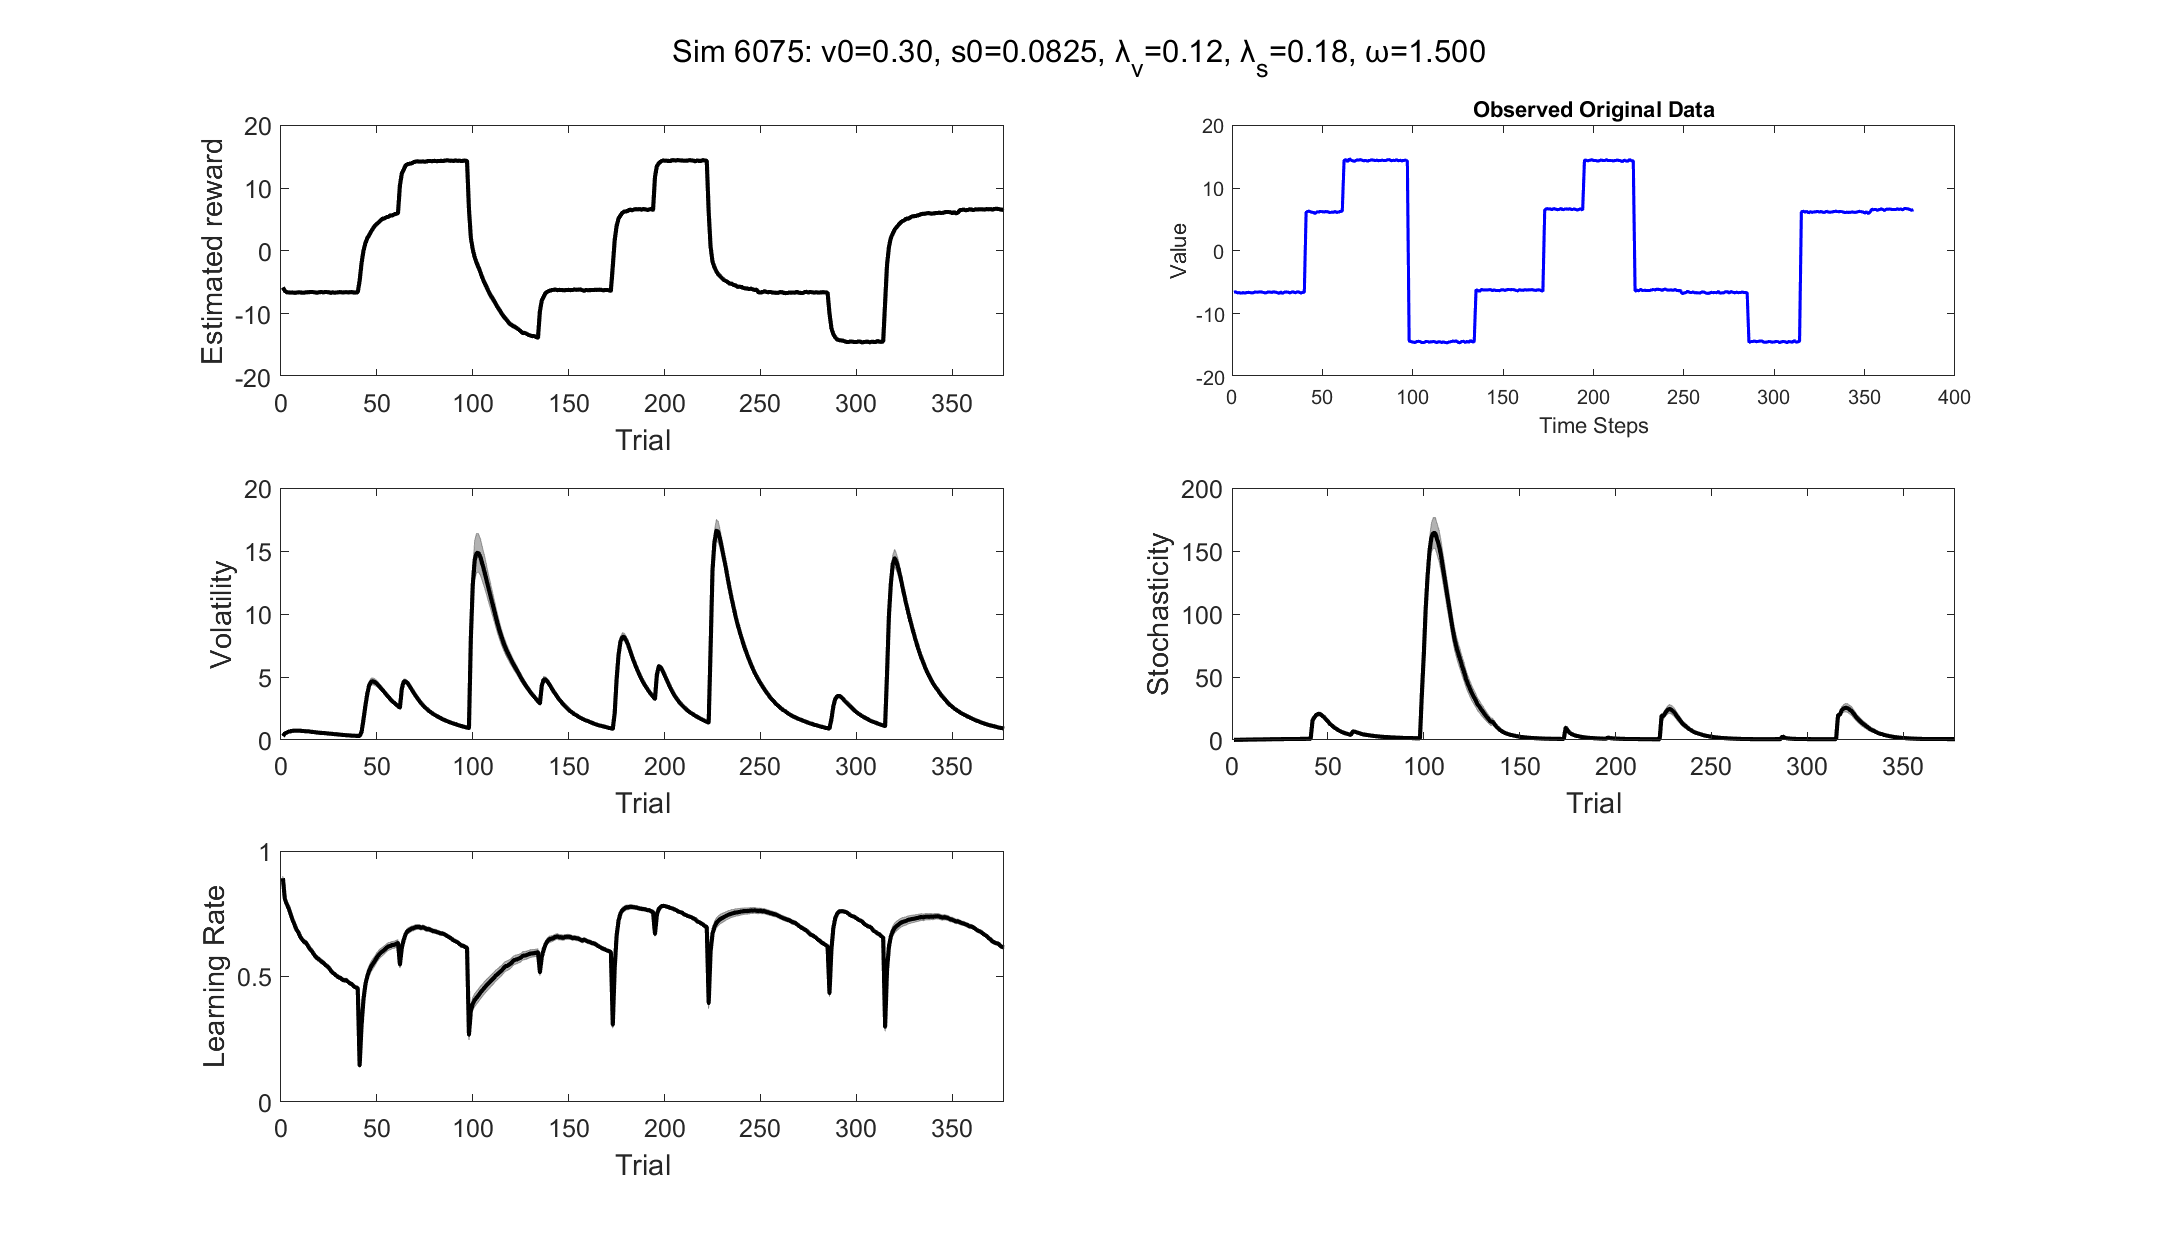 Sim 6075: v0=0.30, s0=0.0825, λv=0.12, λs=0.18, ω=1.500
Estimated reward
20
10
0
-10
-20
0 50 100 150 200 250 300 350
Trial
Observed Original Data
Value
20
10
0
-10
-20
0 50 100 150 200 250 300 350 400
Time Steps
Volatility
20
15
10
5
0
0 50 100 150 200 250 300 350
Trial
Stochasticity
200
150
100
50
0
0 50 100 150 200 250 300 350
Trial
Learning Rate
1
0.5
0
0 50 100 150 200 250 300 350
Trial